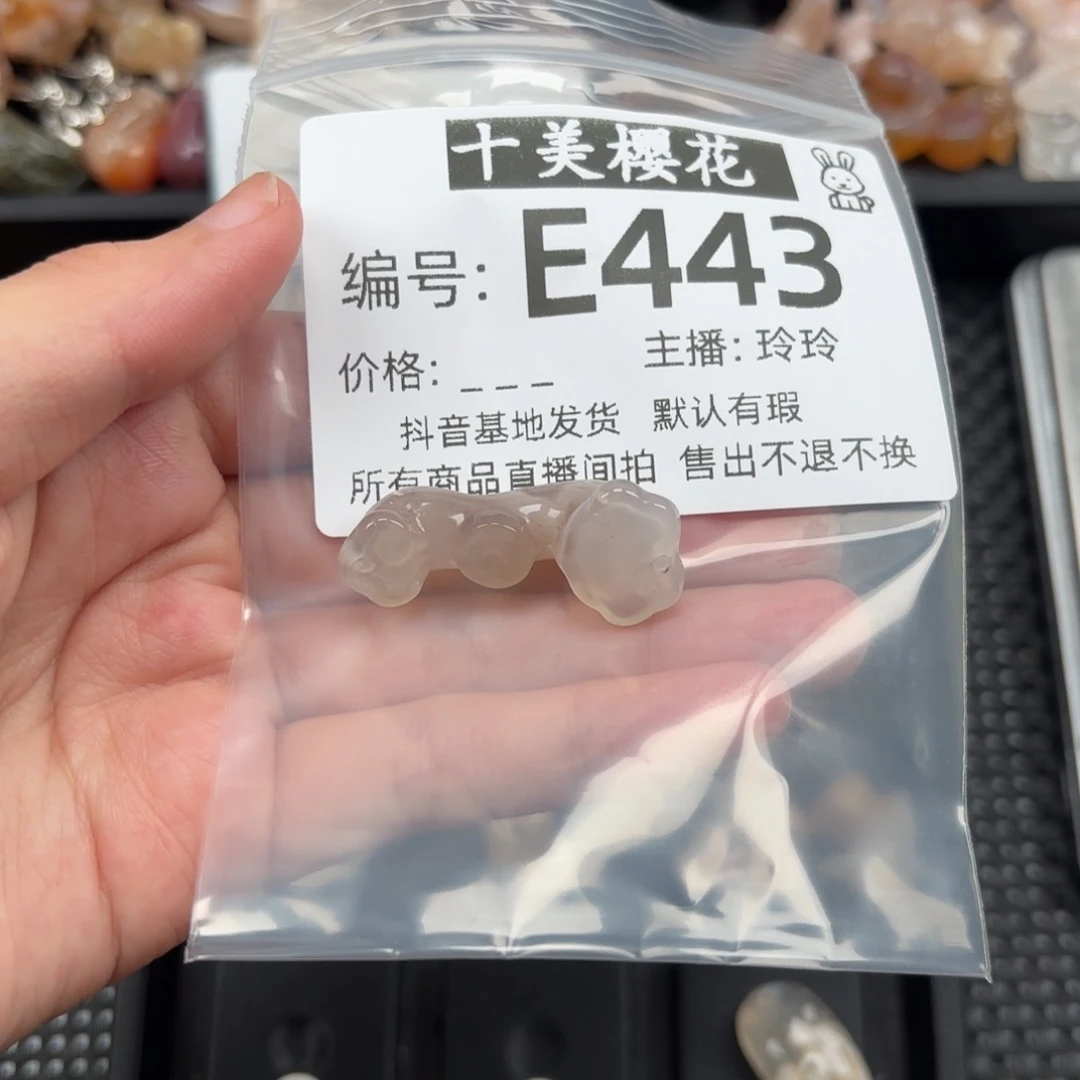 十美樱花
编号: E443
价格: _ _ _ 主播: 玲玲
抖音基地发货 默认有瑕
所有商品直播间拍 售出不退不换